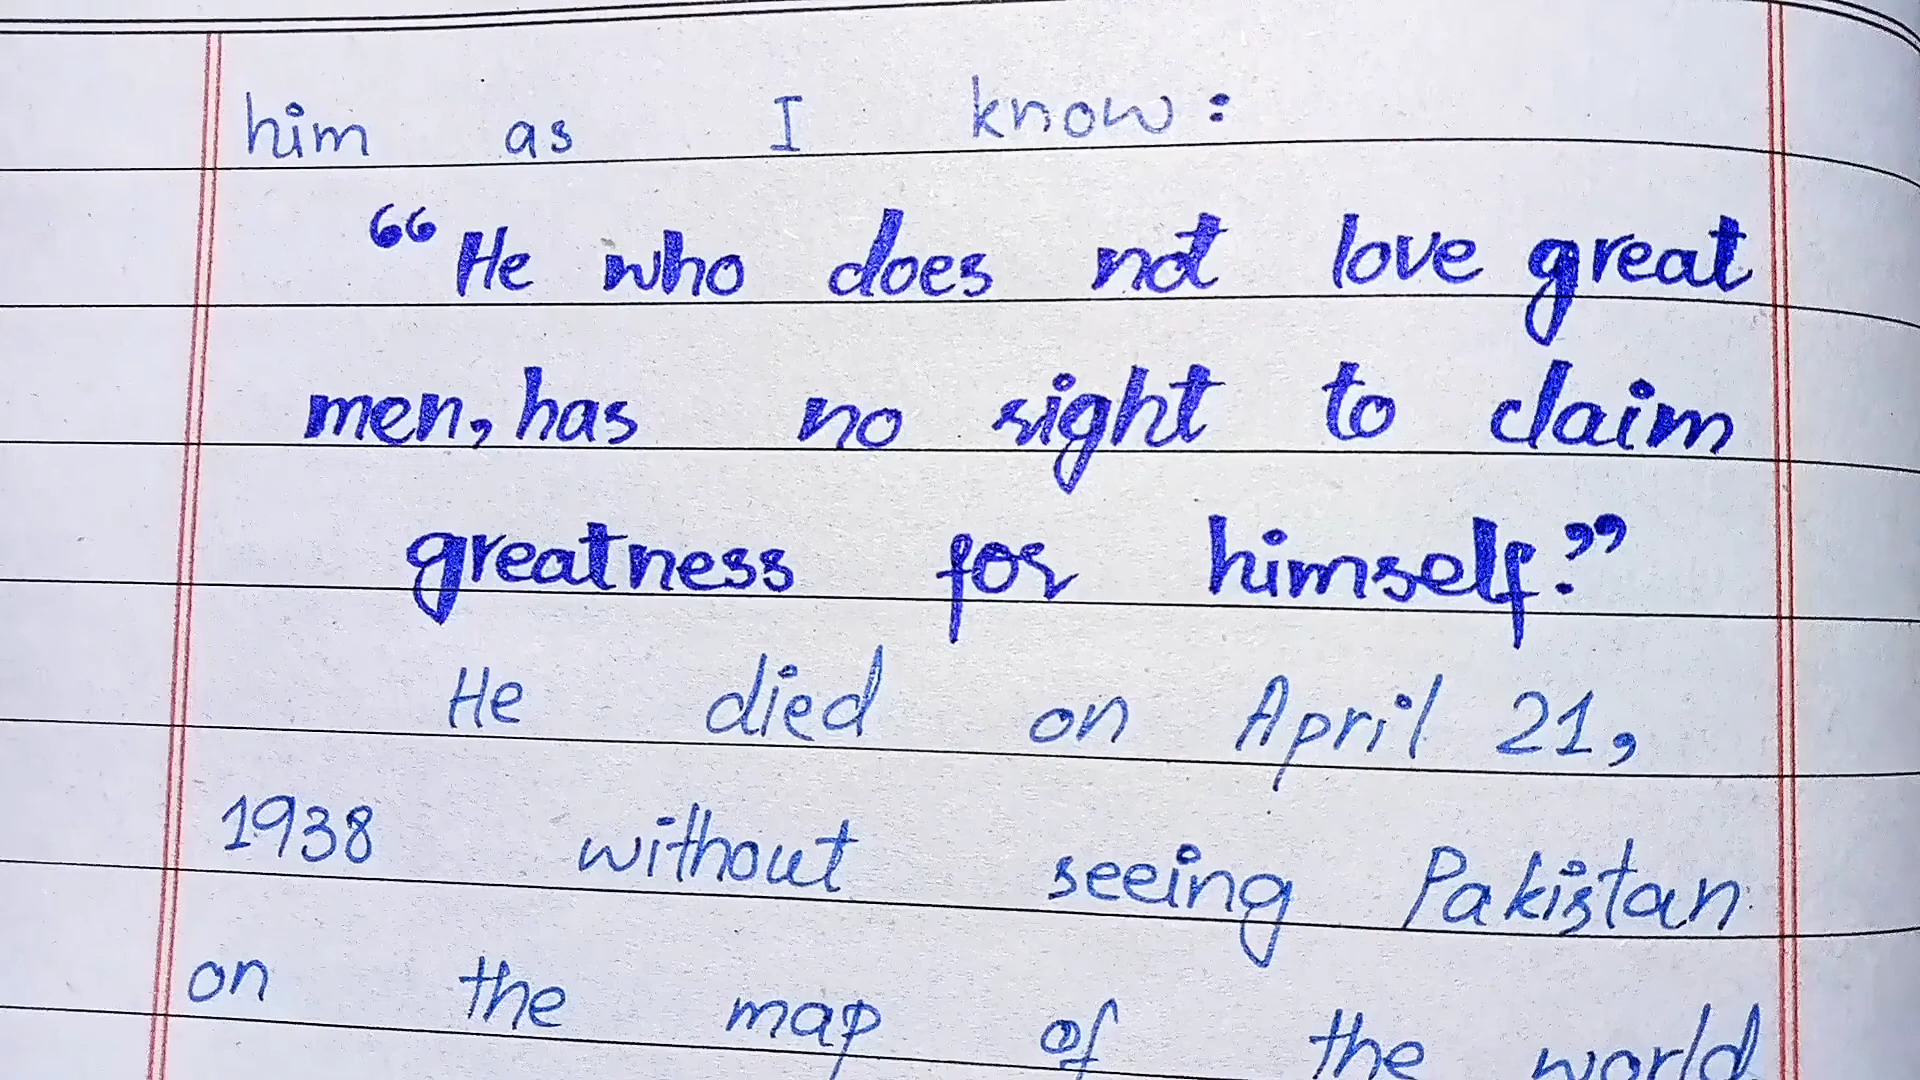 him as I know:
“He who does not love great
men, has no right to claim
greatness for himself.”
He died on April 21,
1938 without seeing Pakistan
on the map of the world